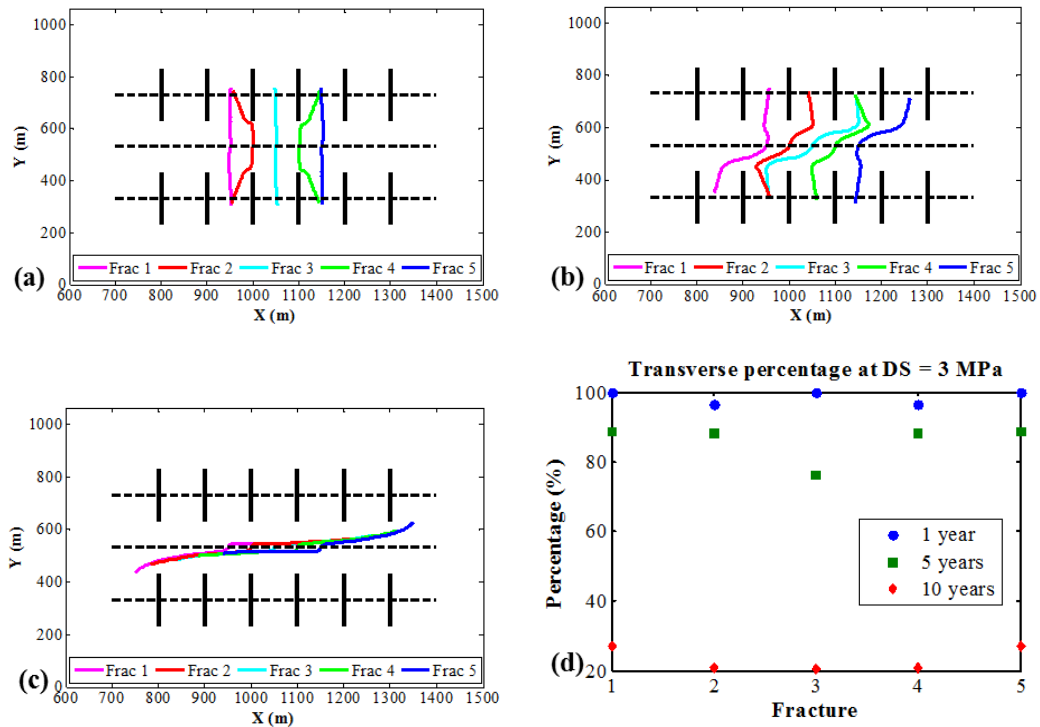 1000
800
600
400
200
0
Y (m)
Frac 1 Frac 2 Frac 3 Frac 4 Frac 5
600 700 800 900 1000 1100 1200 1300 1400 1500
X (m)
(a)
1000
800
600
400
200
0
Y (m)
Frac 1 Frac 2 Frac 3 Frac 4 Frac 5
600 700 800 900 1000 1100 1200 1300 1400 1500
X (m)
(b)
1000
800
600
400
200
0
Y (m)
Frac 1 Frac 2 Frac 3 Frac 4 Frac 5
600 700 800 900 1000 1100 1200 1300 1400 1500
X (m)
(c)
Transverse percentage at DS = 3 MPa
100
80
60
40
20
Percentage (%)
1 year
5 years
10 years
1 2 3 4 5
Fracture
(d)